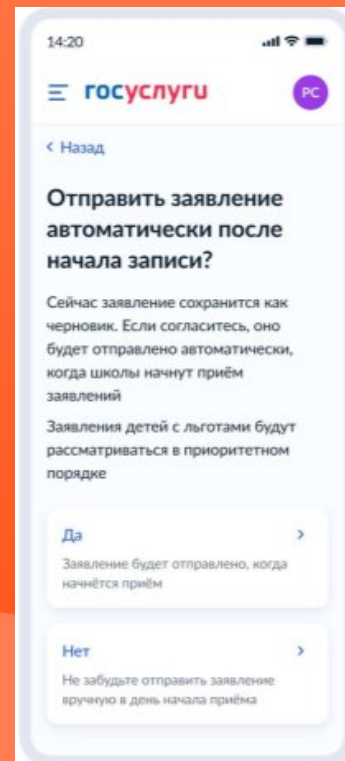 14:20
госуслуги
РС
Назад
Отправить заявление
автоматически после
начала записи?
Сейчас заявление сохранится как
черновик. Если согласитесь, оно
будет отправлено автоматически,
когда школы начнут приём
заявлений
Заявления детей с льготами будут
рассматриваться в приоритетном
порядке
Да
Заявление будет отправлено, когда
начнётся приём
Нет
Не забудьте отправить заявление
вручную в день начала приёма